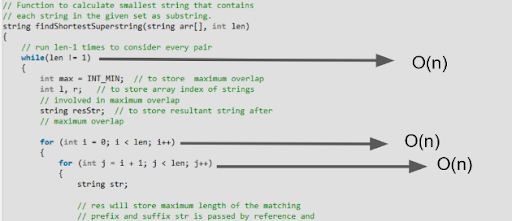 // Function to calculate smallest string that contains
// each string in the given set as substring.
string findShortestSuperstring(string arr[], int len)
{
// run len-1 times to consider every pair
while(len != 1) O(n)
{
int max = INT_MIN; // to store maximum overlap
int l, r; // to store array index of strings
// involved in maximum overlap
string resStr; // to store resultant string after
// maximum overlap
for (int i = 0; i < len; i++) O(n)
{
for (int j = i + 1; j < len; j++) O(n)
{
string str;
// res will store maximum length of the matching
// prefix and suffix str is passed by reference and